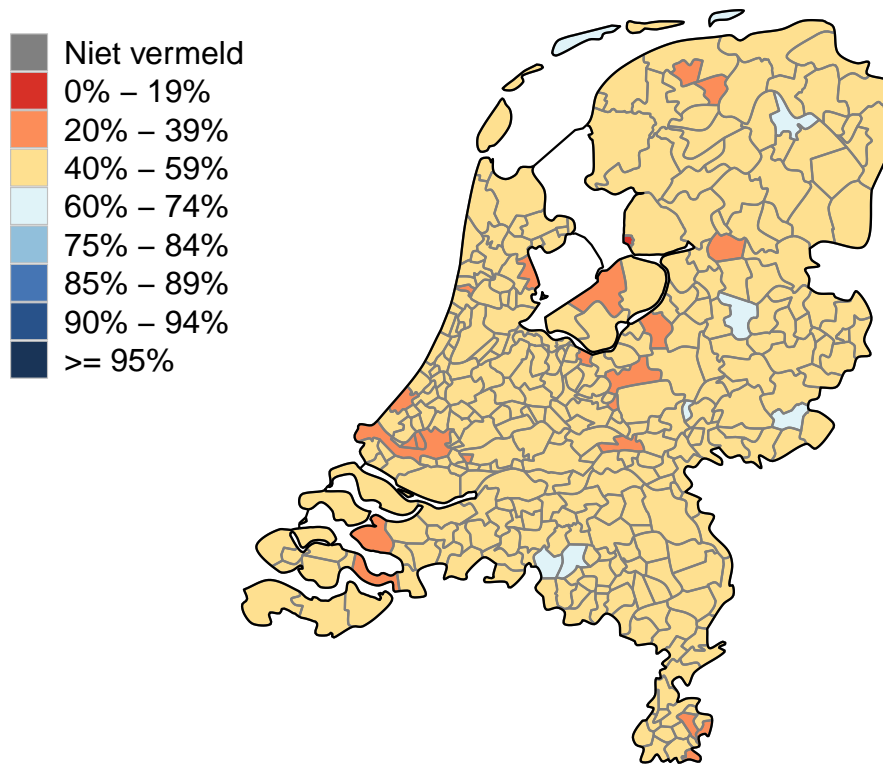 Niet vermeld
0% – 19%
20% – 39%
40% – 59%
60% – 74%
75% – 84%
85% – 89%
90% – 94%
>= 95%